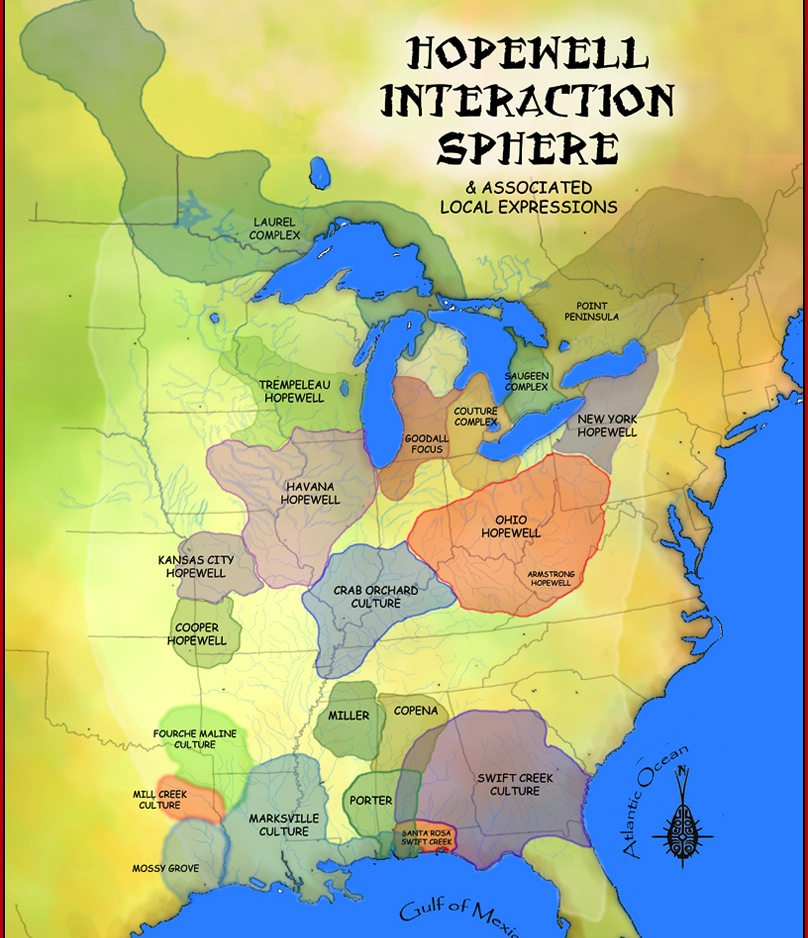 HOPEWELL
INTERACTION
SPHERE
& ASSOCIATED
LOCAL EXPRESSIONS
LAUREL
COMPLEX
POINT
PENINSULA
SAUGEEN
COMPLEX
TREMPELEAU
HOPEWELL
COUTURE
COMPLEX
GOODALL
FOCUS
NEW YORK
HOPEWELL
HAVANA
HOPEWELL
OHIO
HOPEWELL
ARMSTRONG
HOPEWELL
KANSAS CITY
HOPEWELL
CRAB ORCHARD
CULTURE
COOPER
HOPEWELL
MILLER
COPENA
FOURCHE MALINE
CULTURE
SWIFT CREEK
CULTURE
MILL CREEK
CULTURE
PORTER
MARKSVILLE
CULTURE
SANTA ROSA
SWIFT CREEK
MOSSY GROVE
Atlantic Ocean
N
Gulf of Mexic